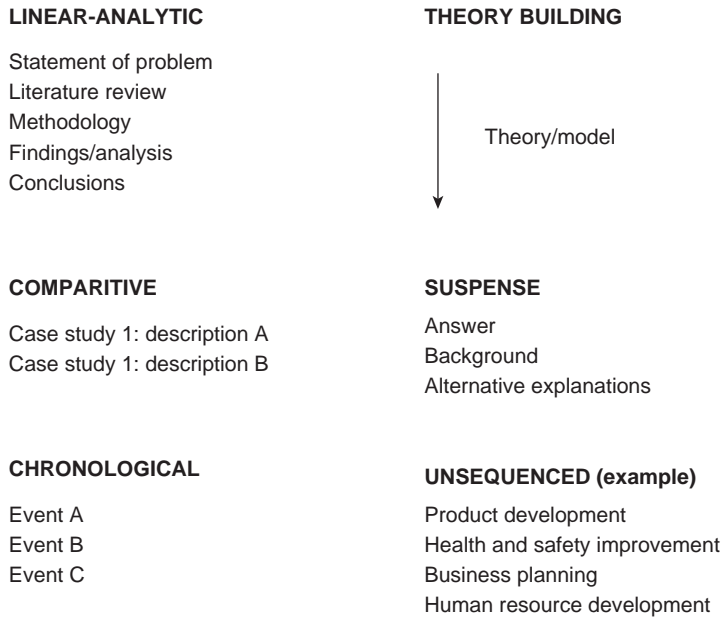 LINEAR-ANALYTIC
Statement of problem
Literature review
Methodology
Findings/analysis
Conclusions
THEORY BUILDING
Theory/model
COMPARITIVE
Case study 1: description A
Case study 1: description B
SUSPENSE
Answer
Background
Alternative explanations
CHRONOLOGICAL
Event A
Event B
Event C
UNSEQUENCED (example)
Product development
Health and safety improvement
Business planning
Human resource development